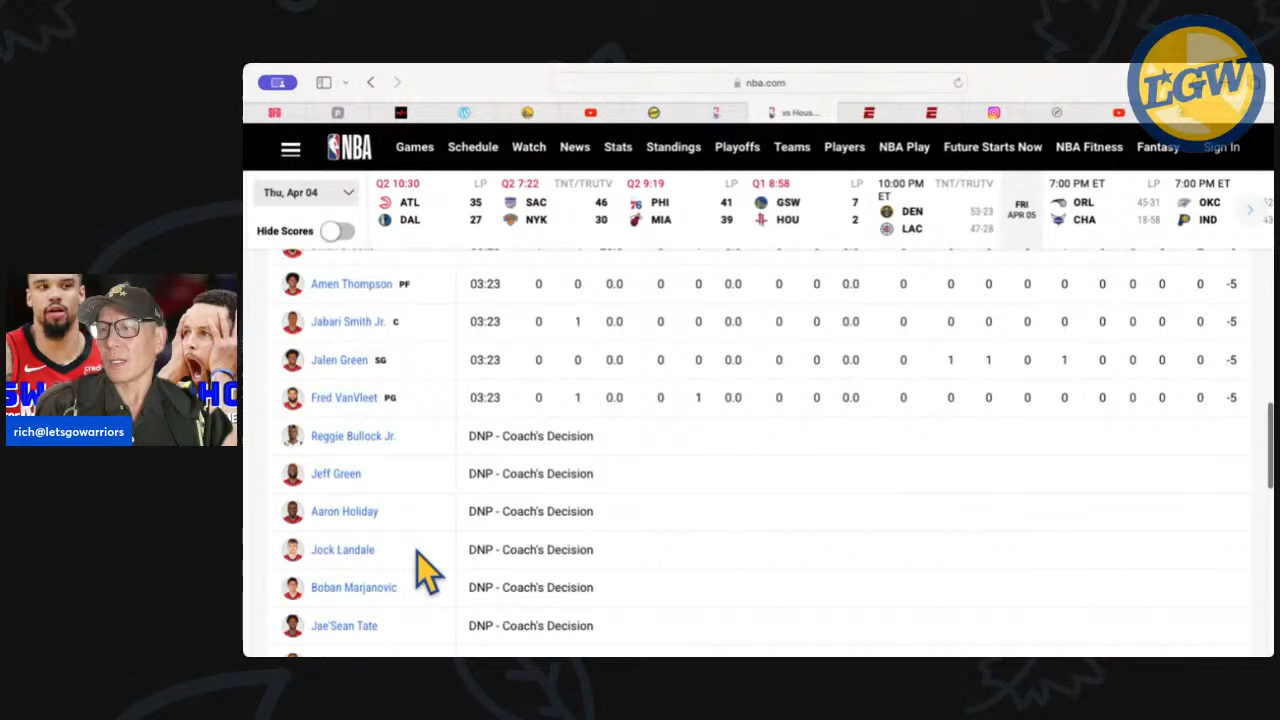 LGW
nba.com
vs Hous...
NBA Games Schedule Watch News Stats Standings Playoffs Teams Players NBA Play Future Starts Now NBA Fitness Fantasy Sign In
Thu, Apr 04
Hide Scores
Q2 10:30 LP
ATL 35
DAL 27
Q2 7:22 TNT/TRUTV
SAC 46
NYK 30
Q2 9:19 LP
PHI 41
MIA 39
Q1 8:58 LP
GSW 7
HOU 2
10:00 PM ET TNT/TRUTV
DEN 53-23
LAC 47-28
FRI
APR 05
7:00 PM ET LP
ORL 45-31
CHA 18-58
7:00 PM ET
OKC
IND
Amen Thompson PF 03:23 0 0 0.0 0 0 0.0 0 0 0.0 0 0 0 0 0 0 0 0 -5
Jabari Smith Jr. C 03:23 0 1 0.0 0 0 0.0 0 0 0.0 0 0 0 0 0 0 0 0 -5
Jalen Green SG 03:23 0 0 0.0 0 0 0.0 0 0 0.0 0 1 1 0 1 0 0 0 0 -5
Fred VanVleet PG 03:23 0 1 0.0 0 1 0.0 0 0 0.0 0 0 0 0 0 0 0 0 -5
Reggie Bullock Jr. DNP - Coach's Decision
Jeff Green DNP - Coach's Decision
Aaron Holiday DNP - Coach's Decision
Jock Landale DNP - Coach's Decision
Boban Marjanovic DNP - Coach's Decision
Jae'Sean Tate DNP - Coach's Decision
rich@letsgowarriors